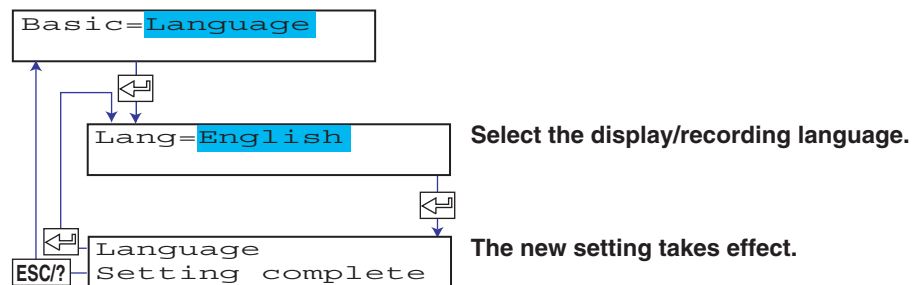 Basic=Language
Lang=English
Select the display/recording language.
Language
Setting complete
The new setting takes effect.
ESC/?